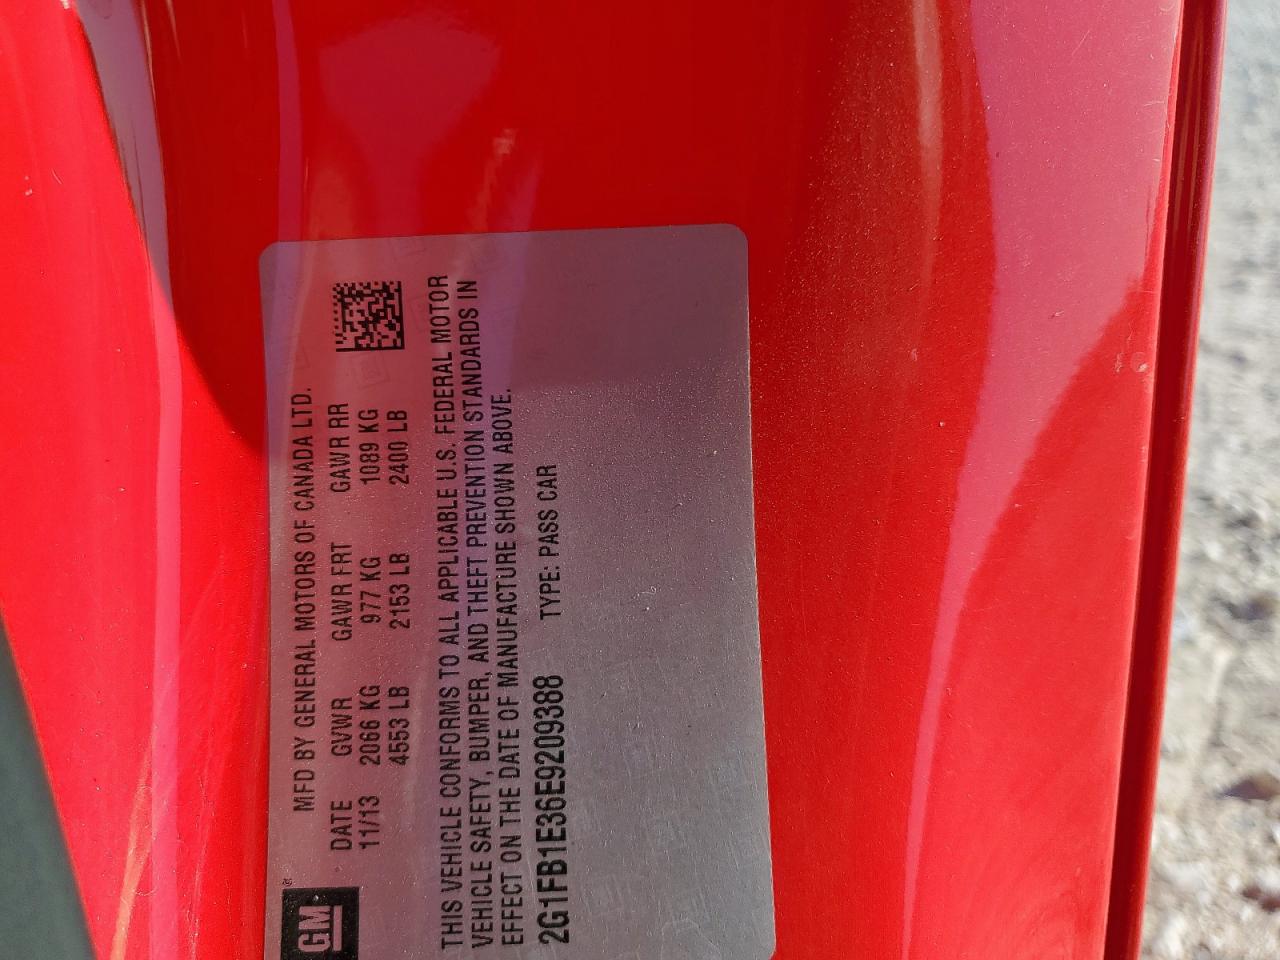 GM
MFD BY GENERAL MOTORS OF CANADA LTD.
DATE GVWR GAWR FRT GAWR RR
11/13 2066 KG 977 KG 1089 KG
4553 LB 2153 LB 2400 LB
THIS VEHICLE CONFORMS TO ALL APPLICABLE U.S. FEDERAL MOTOR
VEHICLE SAFETY, BUMPER, AND THEFT PREVENTION STANDARDS IN
EFFECT ON THE DATE OF MANUFACTURE SHOWN ABOVE.
2G1FB1E36E9209388 TYPE: PASS CAR